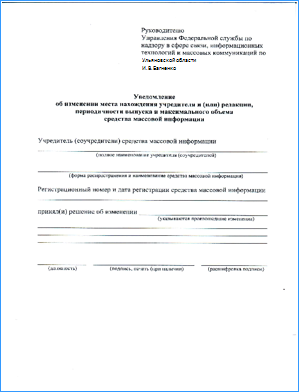 Руководителю
Управления Федеральной службы по
надзору в сфере связи, информационных
технологий и массовых коммуникаций по
Ульяновской области
Уведомление
об изменении места нахождения учредителя и (или) редакции,
периодичности выпуска и максимального объема
средства массовой информации
Учредитель (соучредители) средства массовой информации
(полное наименование учредителя (соучредителей)
(форма распространения и наименование средства массовой информации)
Регистрационный номер и дата регистрации средства массовой информации
принял(и) решение об изменении
(указываются произошедшие изменения)
(должность)
(подпись, печать (при наличии)
(расшифровка подписи)